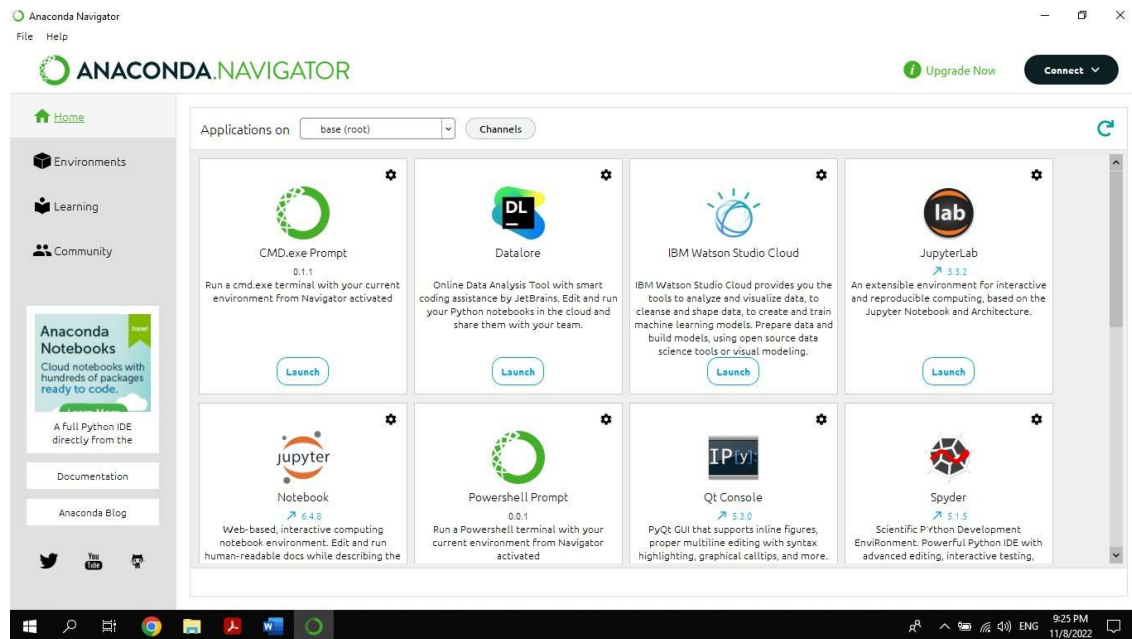 Anaconda Navigator
File Help
ANACONDA.NAVIGATOR
Upgrade Now
Connect
Home
Environments
Learning
Community
Anaconda Notebooks
New!
Cloud notebooks with
hundreds of packages
ready to code.
Learn More
A full Python IDE
directly from the
Documentation
Anaconda Blog
You
Tube
Applications on base (root) Channels
CMD.exe Prompt
0.1.1
Run a cmd.exe terminal with your current
environment from Navigator activated
Launch
DL
Datalore
Online Data Analysis Tool with smart
coding assistance by JetBrains. Edit and run
your Python notebooks in the cloud and
share them with your team.
Launch
IBM Watson Studio Cloud
IBM Watson Studio Cloud provides you the
tools to analyze and visualize data, to
cleanse and shape data, to create and train
machine learning models. Prepare data and
build models, using open source data
science tools or visual modeling.
Launch
lab
JupyterLab
3.3.2
An extensible environment for interactive
and reproducible computing, based on the
Jupyter Notebook and Architecture.
Launch
jupyter
Notebook
6.4.8
Web-based, interactive computing
notebook environment. Edit and run
human-readable docs while describing the
Powershell Prompt
0.0.1
Run a Powershell terminal with your
current environment from Navigator
activated
IP[y]:
Qt Console
5.3.0
PyQt GUI that supports inline figures,
proper multiline editing with syntax
highlighting, graphical calltips, and more.
Spyder
5.1.5
Scientific PYthon Development
EnviRonment. Powerful Python IDE with
advanced editing, interactive testing,
ENG
9:25 PM
11/8/2022